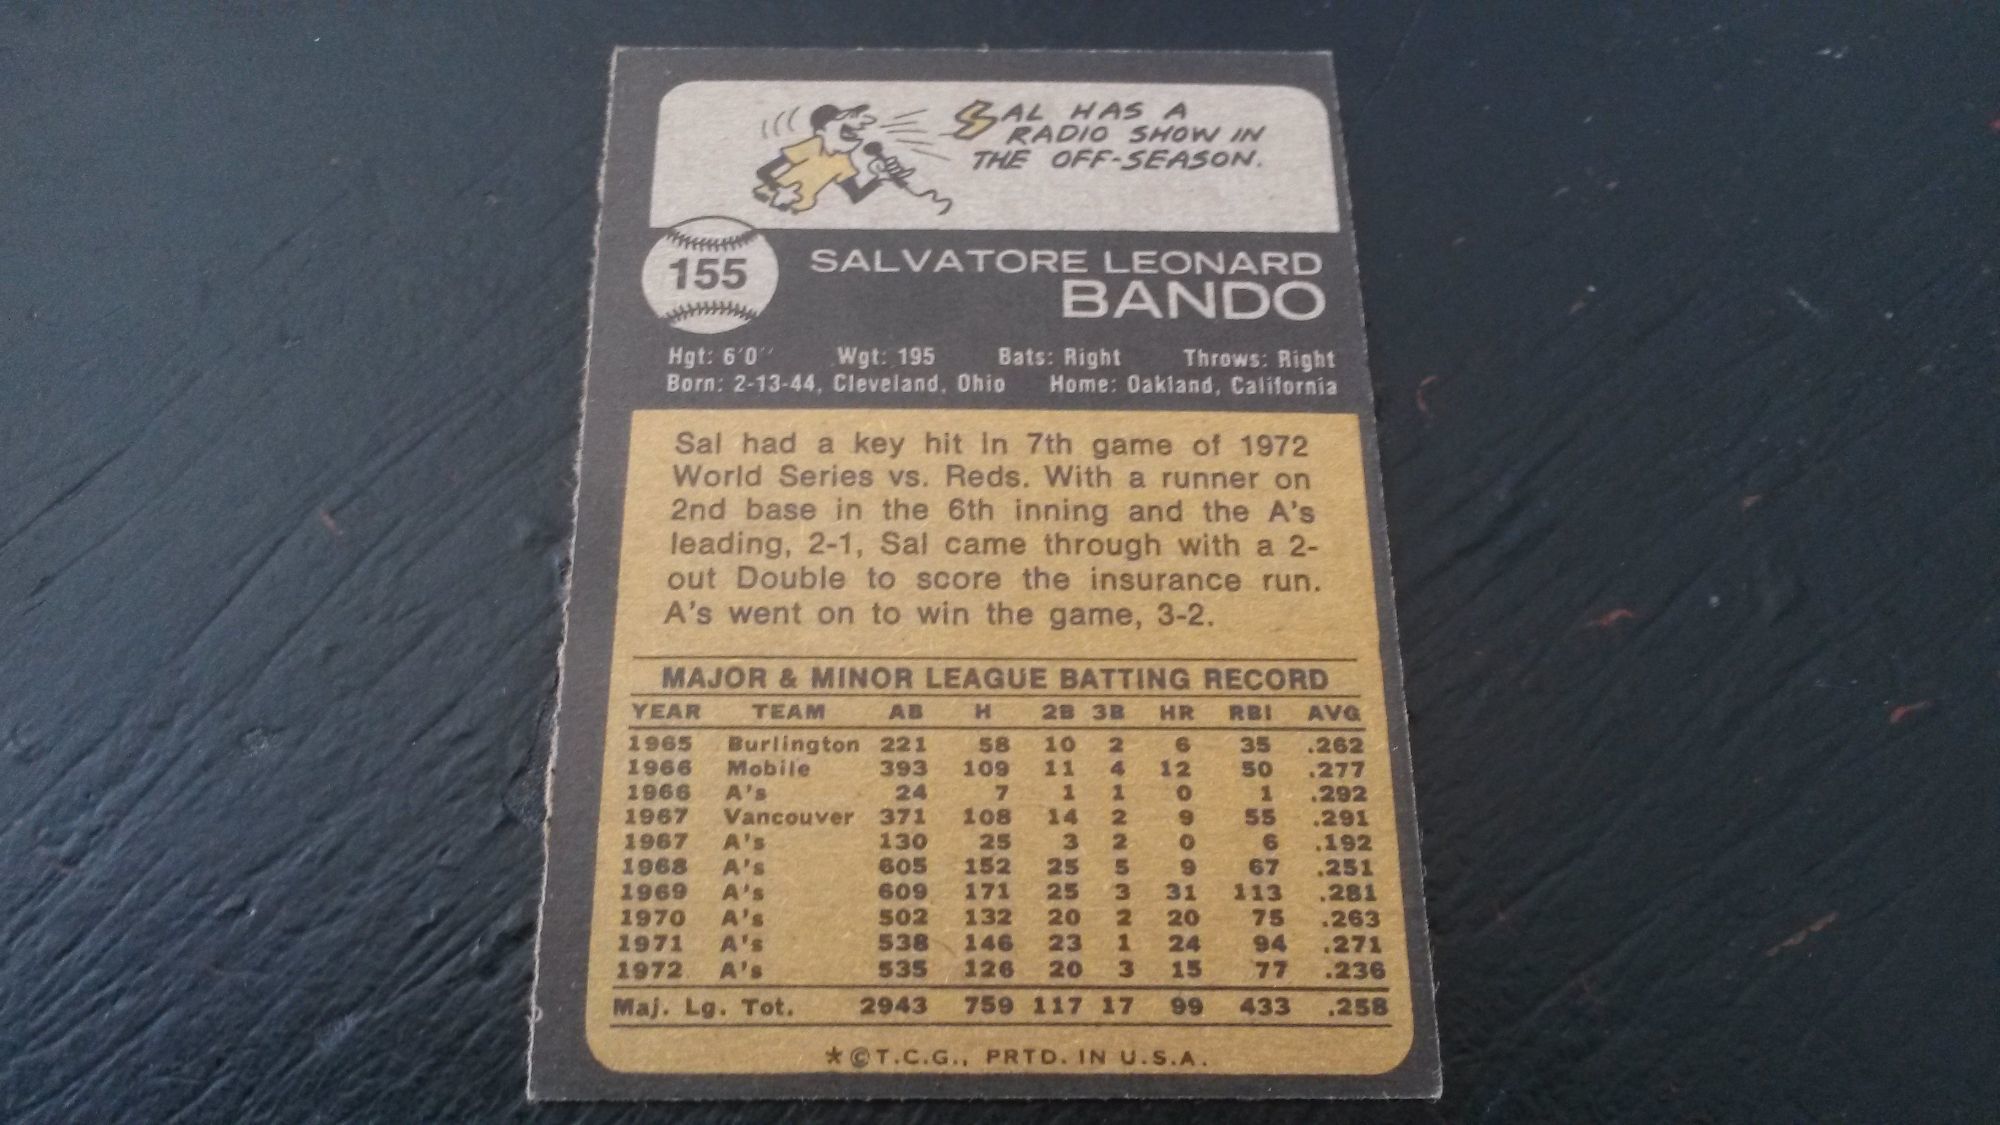 SAL HAS A
RADIO SHOW IN
THE OFF-SEASON.
155
SALVATORE LEONARD
BANDO
Hgt: 6'0" Wgt: 195 Bats: Right Throws: Right
Born: 2-13-44, Cleveland, Ohio Home: Oakland, California
Sal had a key hit in 7th game of 1972
World Series vs. Reds. With a runner on
2nd base in the 6th inning and the A's
leading, 2-1, Sal came through with a 2-
out Double to score the insurance run.
A's went on to win the game, 3-2.
MAJOR & MINOR LEAGUE BATTING RECORD
YEAR TEAM AB H 2B 3B HR RBI AVG
1965 Burlington 221 58 10 2 6 35 .262
1966 Mobile 393 109 11 4 12 50 .277
1966 A's 24 7 1 1 0 1 .292
1967 Vancouver 371 108 14 2 9 55 .291
1967 A's 130 25 3 2 0 6 .192
1968 A's 605 152 25 5 9 67 .251
1969 A's 609 171 25 3 31 113 .281
1970 A's 502 132 20 2 20 75 .263
1971 A's 538 146 23 1 24 94 .271
1972 A's 535 126 20 3 15 77 .236
Maj. Lg. Tot. 2943 759 117 17 99 433 .258
*©T.C.G., PRTD. IN U.S.A.